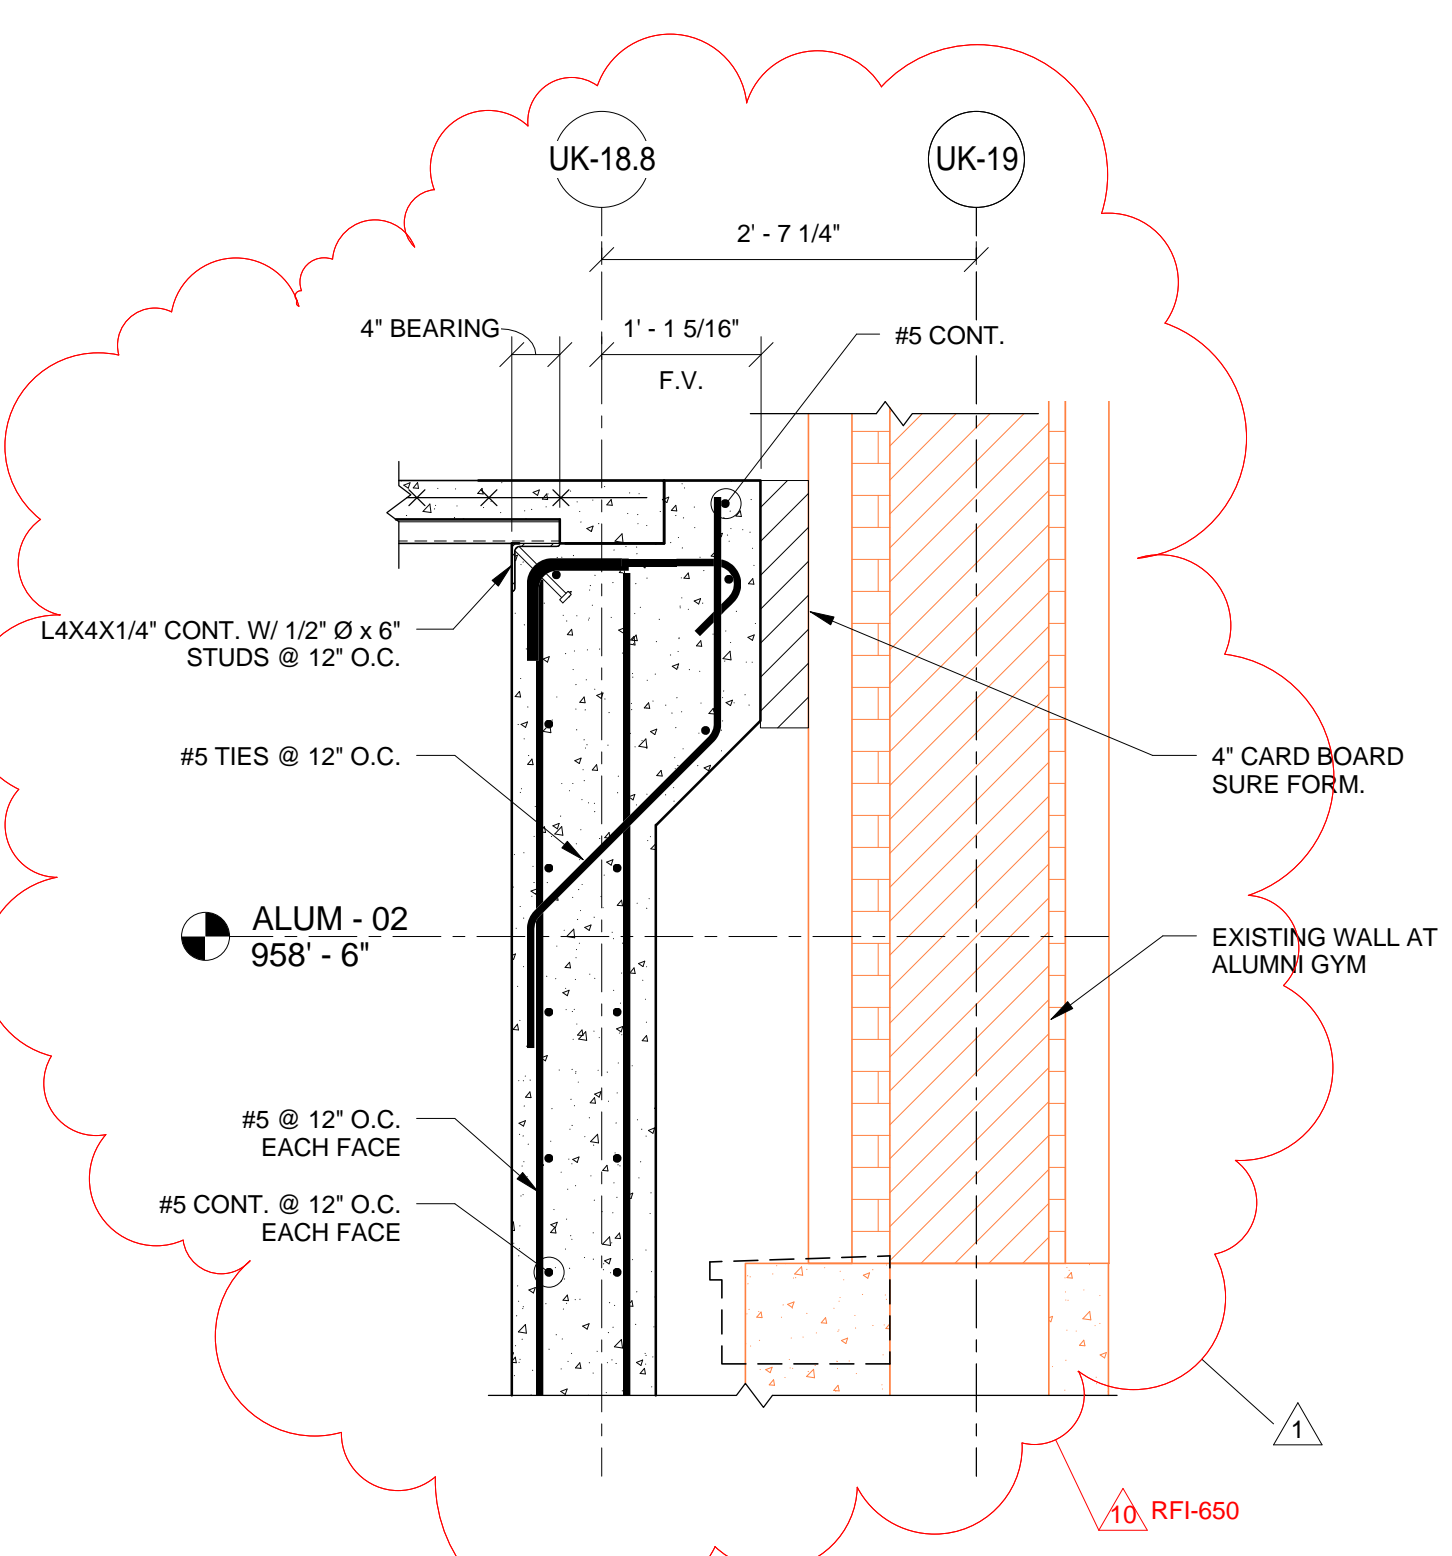 UK-18.8
UK-19
2' - 7 1/4"
4" BEARING
1' - 1 5/16"
F.V.
#5 CONT.
L4X4X1/4" CONT. W/ 1/2" Ø x 6"
STUDS @ 12" O.C.
#5 TIES @ 12" O.C.
4" CARD BOARD
SURE FORM.
ALUM - 02
958' - 6"
EXISTING WALL AT
ALUMNI GYM
#5 @ 12" O.C.
EACH FACE
#5 CONT. @ 12" O.C.
EACH FACE
1
10 RFI-650